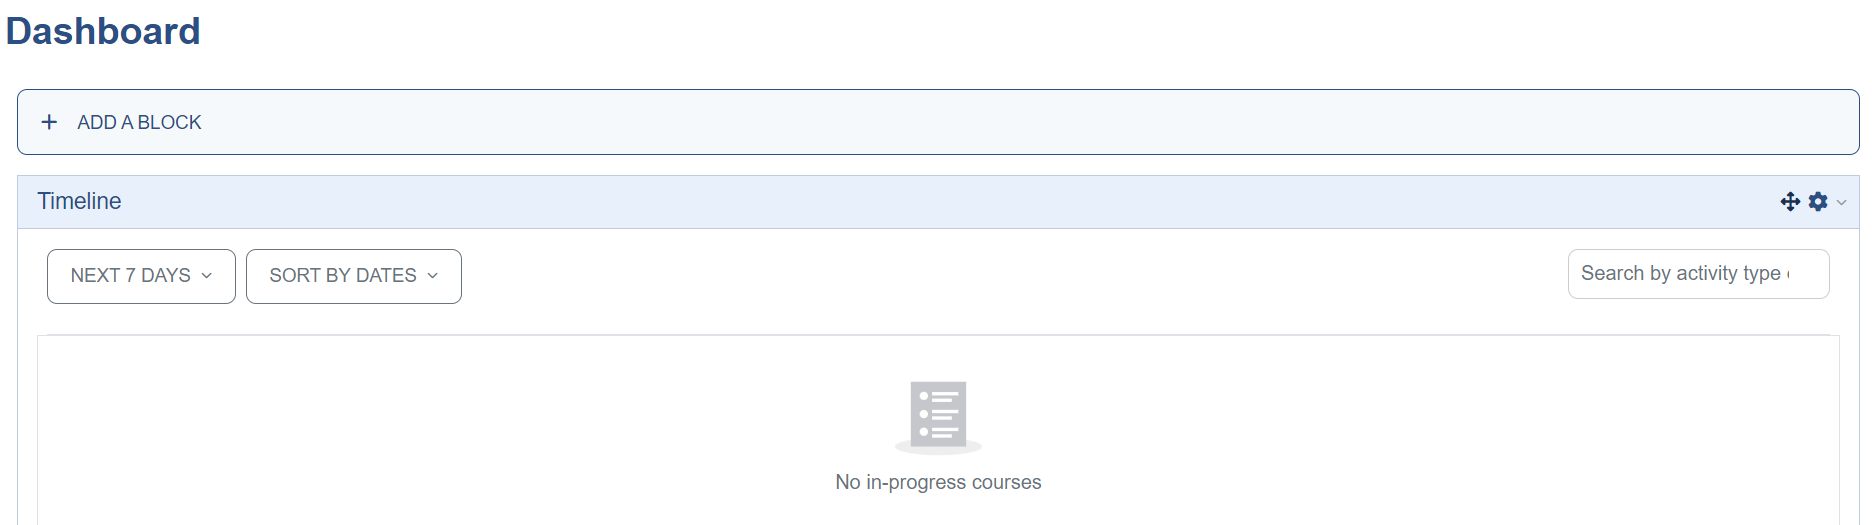 Dashboard
+ ADD A BLOCK
Timeline
NEXT 7 DAYS SORT BY DATES Search by activity type
No in-progress courses